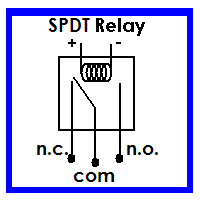 SPDT Relay
+ -
n.c. n.o.
com